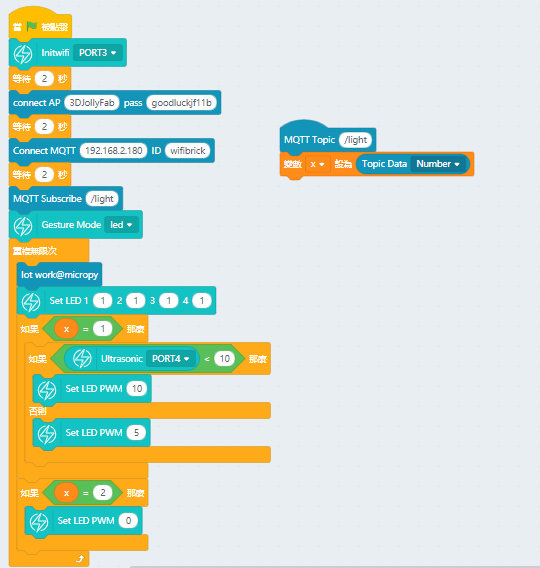 當 被點擊
Initwifi PORT3
等待 2 秒
connect AP 3DJollyFab pass goodluckjf11b
等待 2 秒
Connect MQTT 192.168.2.180 ID wifibrick
等待 2 秒
MQTT Subscribe /light
Gesture Mode led
重複無限次
Iot work@micropy
Set LED 1 1 2 1 3 1 4 1
如果 x = 1 那麼
如果 Ultrasonic PORT4 < 10 那麼
Set LED PWM 10
否則
Set LED PWM 5
如果 x = 2 那麼
Set LED PWM 0
MQTT Topic /light
變數 x 設為 Topic Data Number